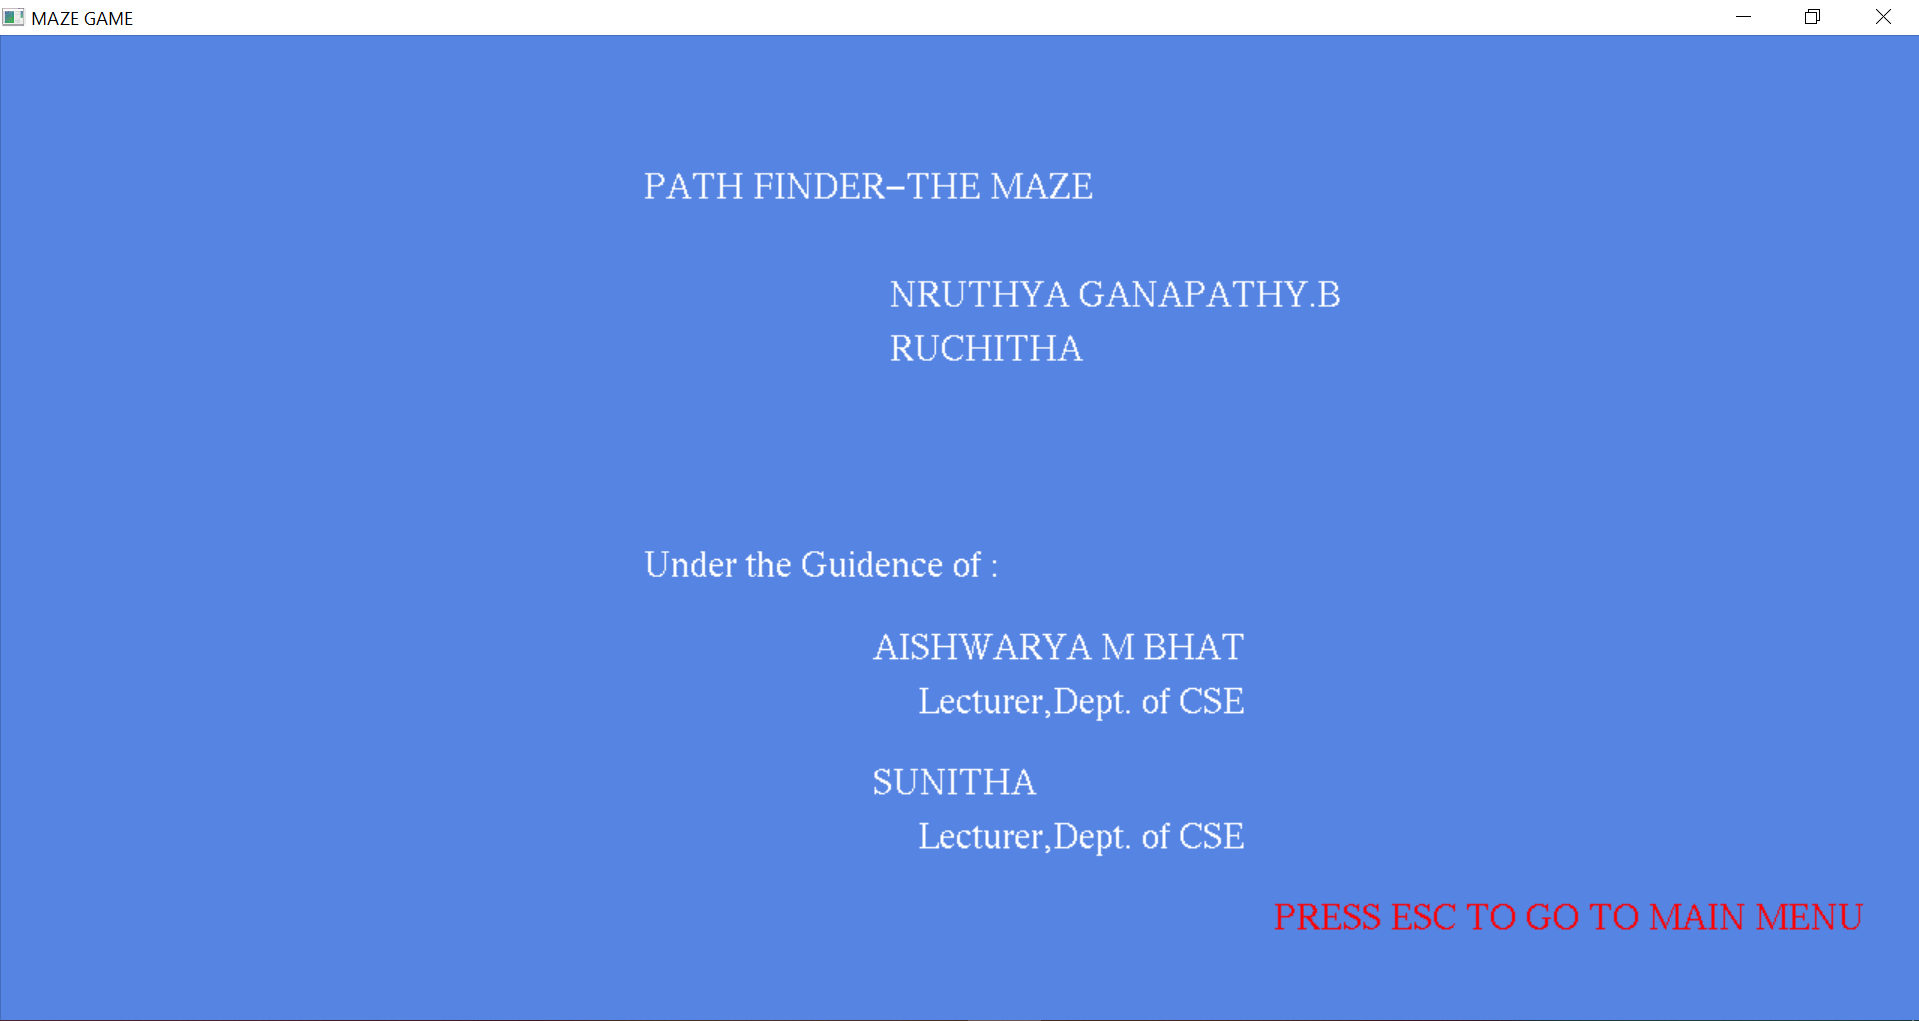 MAZE GAME
PATH FINDER-THE MAZE
NRUTHYA GANAPATHY.B
RUCHITHA
Under the Guidence of :
AISHWARYA M BHAT
Lecturer,Dept. of CSE
SUNITHA
Lecturer,Dept. of CSE
PRESS ESC TO GO TO MAIN MENU